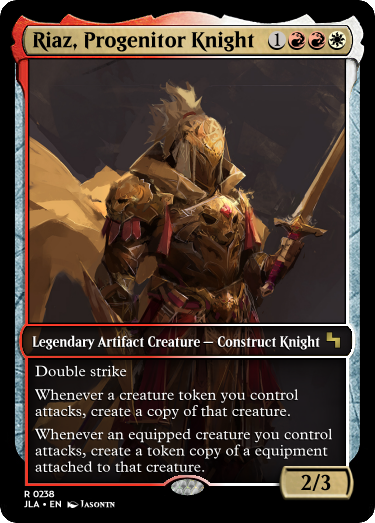 Riaz, Progenitor Knight 1
Legendary Artifact Creature — Construct Knight
Double strike
Whenever a creature token you control
attacks, create a copy of that creature.
Whenever an equipped creature you control
attacks, create a token copy of a equipment
attached to that creature.
2/3
R 0238
JLA • EN Jasontn